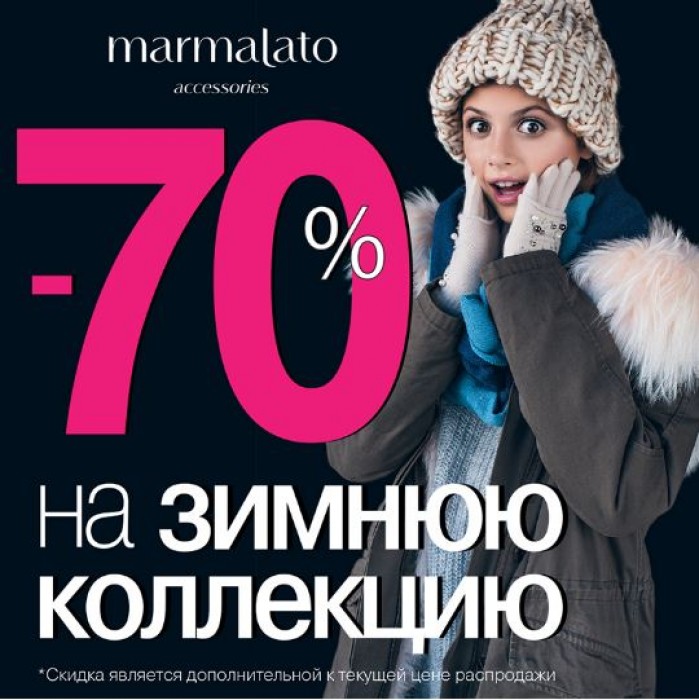 marmalato
accessories
-70%
на ЗИМНЮЮ
КОЛЛЕКЦИЮ
*Скидка является дополнительной к текущей цене распродажи